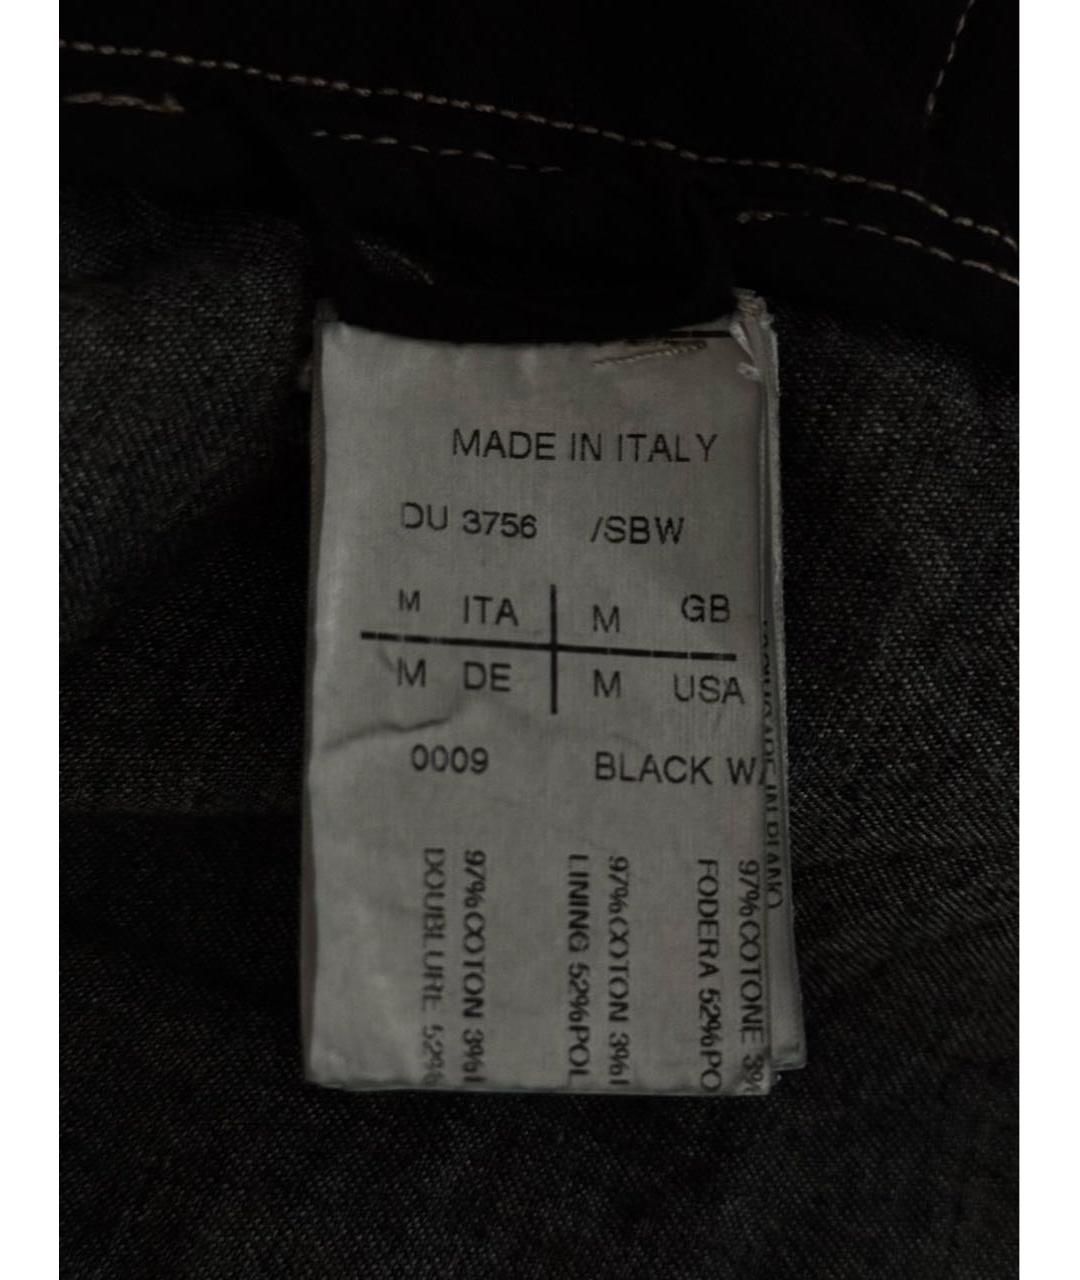 MADE IN ITALY
DU 3756 /SBW
M ITA M GB
M DE M USA
0009 BLACK W
97%COTONE 3%
FODERA 52%PO
97%COTON 3%I
LINING 52%POL
97%COTON 3%I
DOUBLURE 52%